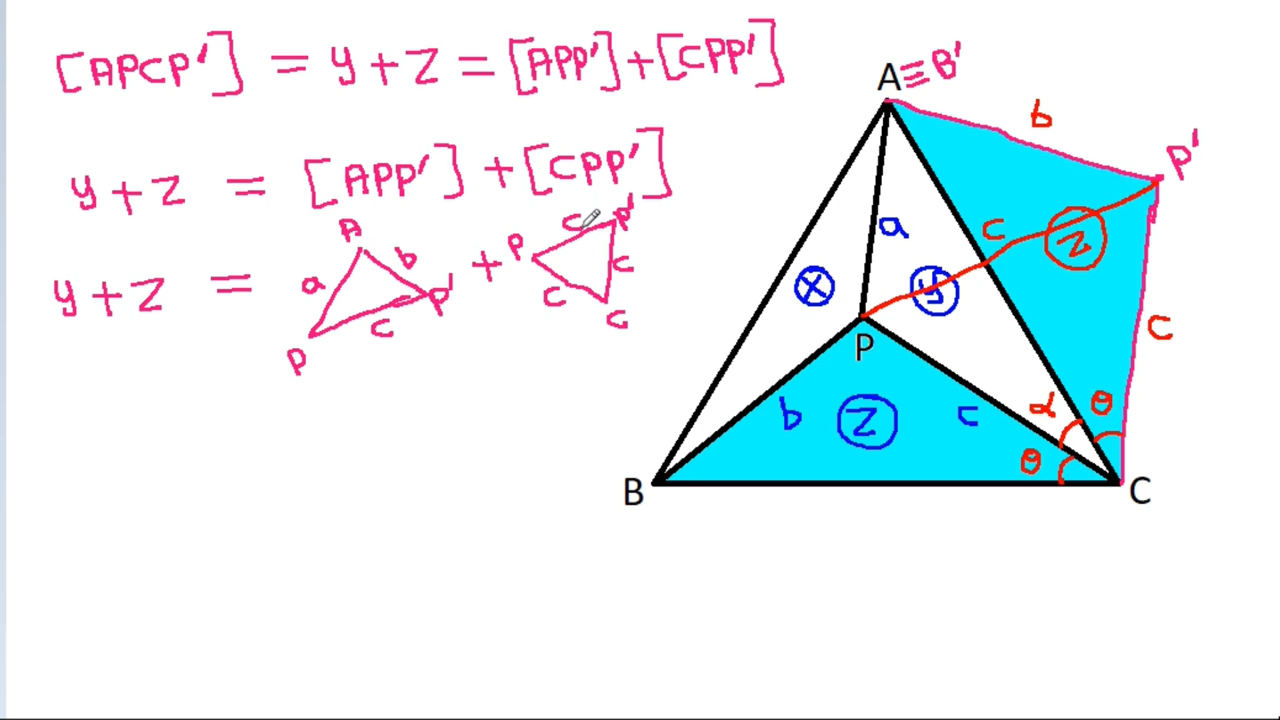 [APCP'] = y + z = [APP'] + [CPP']
y + z = [APP'] + [CPP']
y + z = A a b P P' c + P c P' c c C
A ≡ B'
b
P'
a
c
z
x
y
P
c
b
z
c
α
θ
θ
B
C